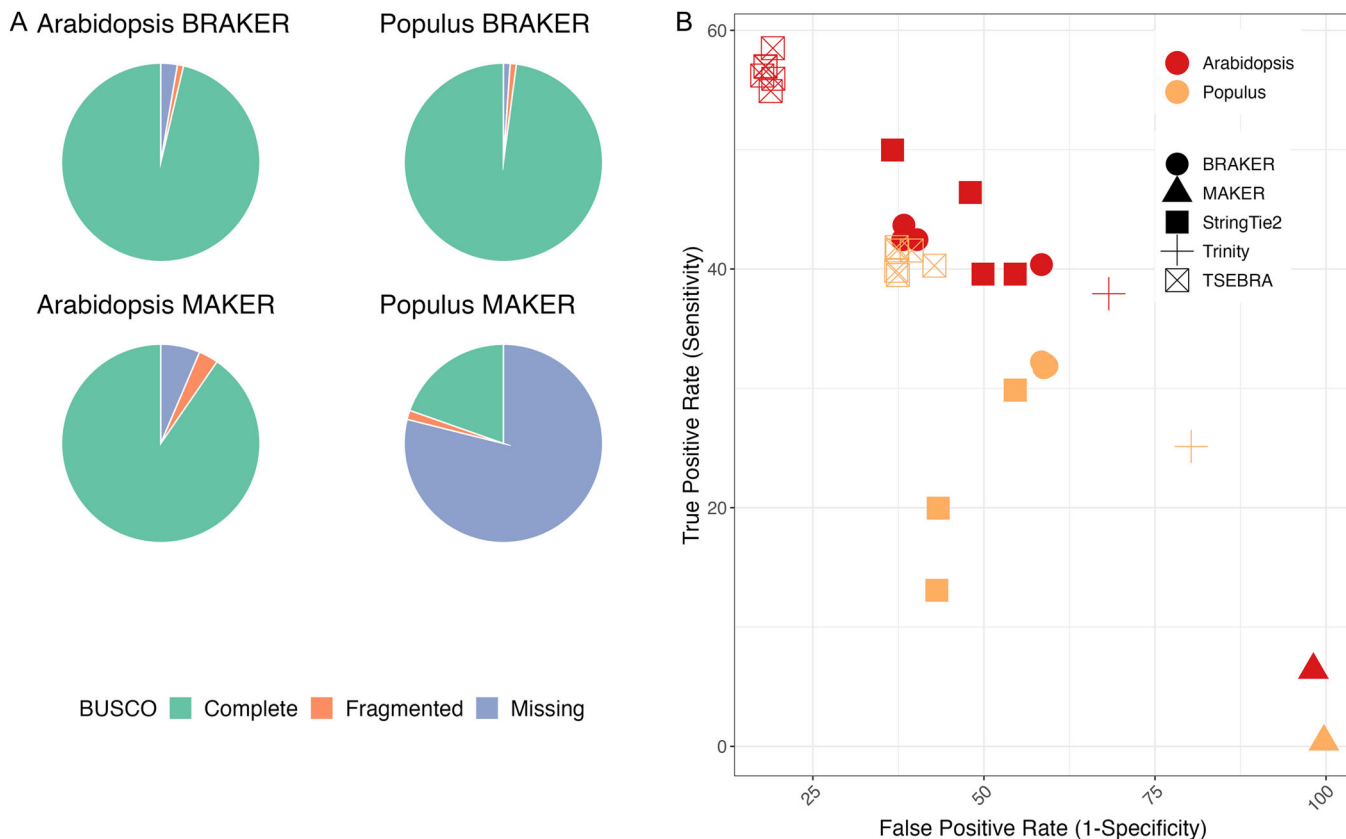 A
Arabidopsis BRAKER
Populus BRAKER
Arabidopsis MAKER
Populus MAKER
BUSCO Complete Fragmented Missing
B
True Positive Rate (Sensitivity)
60
40
20
0
25
50
75
100
False Positive Rate (1-Specificity)
Arabidopsis
Populus
BRAKER
MAKER
StringTie2
Trinity
TSEBRA